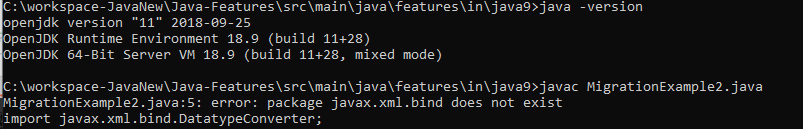 C:\workspace-JavaNew\Java-Features\src\main\java\features\in\java9>java -version
openjdk version "11" 2018-09-25
OpenJDK Runtime Environment 18.9 (build 11+28)
OpenJDK 64-Bit Server VM 18.9 (build 11+28, mixed mode)
C:\workspace-JavaNew\Java-Features\src\main\java\features\in\java9>javac MigrationExample2.java
MigrationExample2.java:5: error: package javax.xml.bind does not exist
import javax.xml.bind.DatatypeConverter;